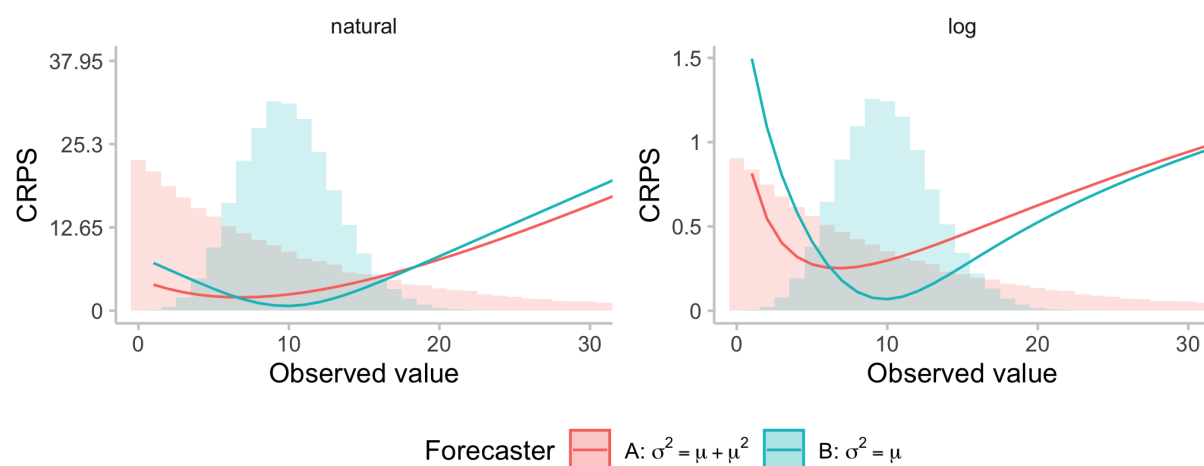 natural
CRPS
37.95
25.3
12.65
0
0 10 20 30
Observed value
log
CRPS
1.5
1
0.5
0
0 10 20 30
Observed value
Forecaster A: σ² = μ + μ² B: σ² = μ